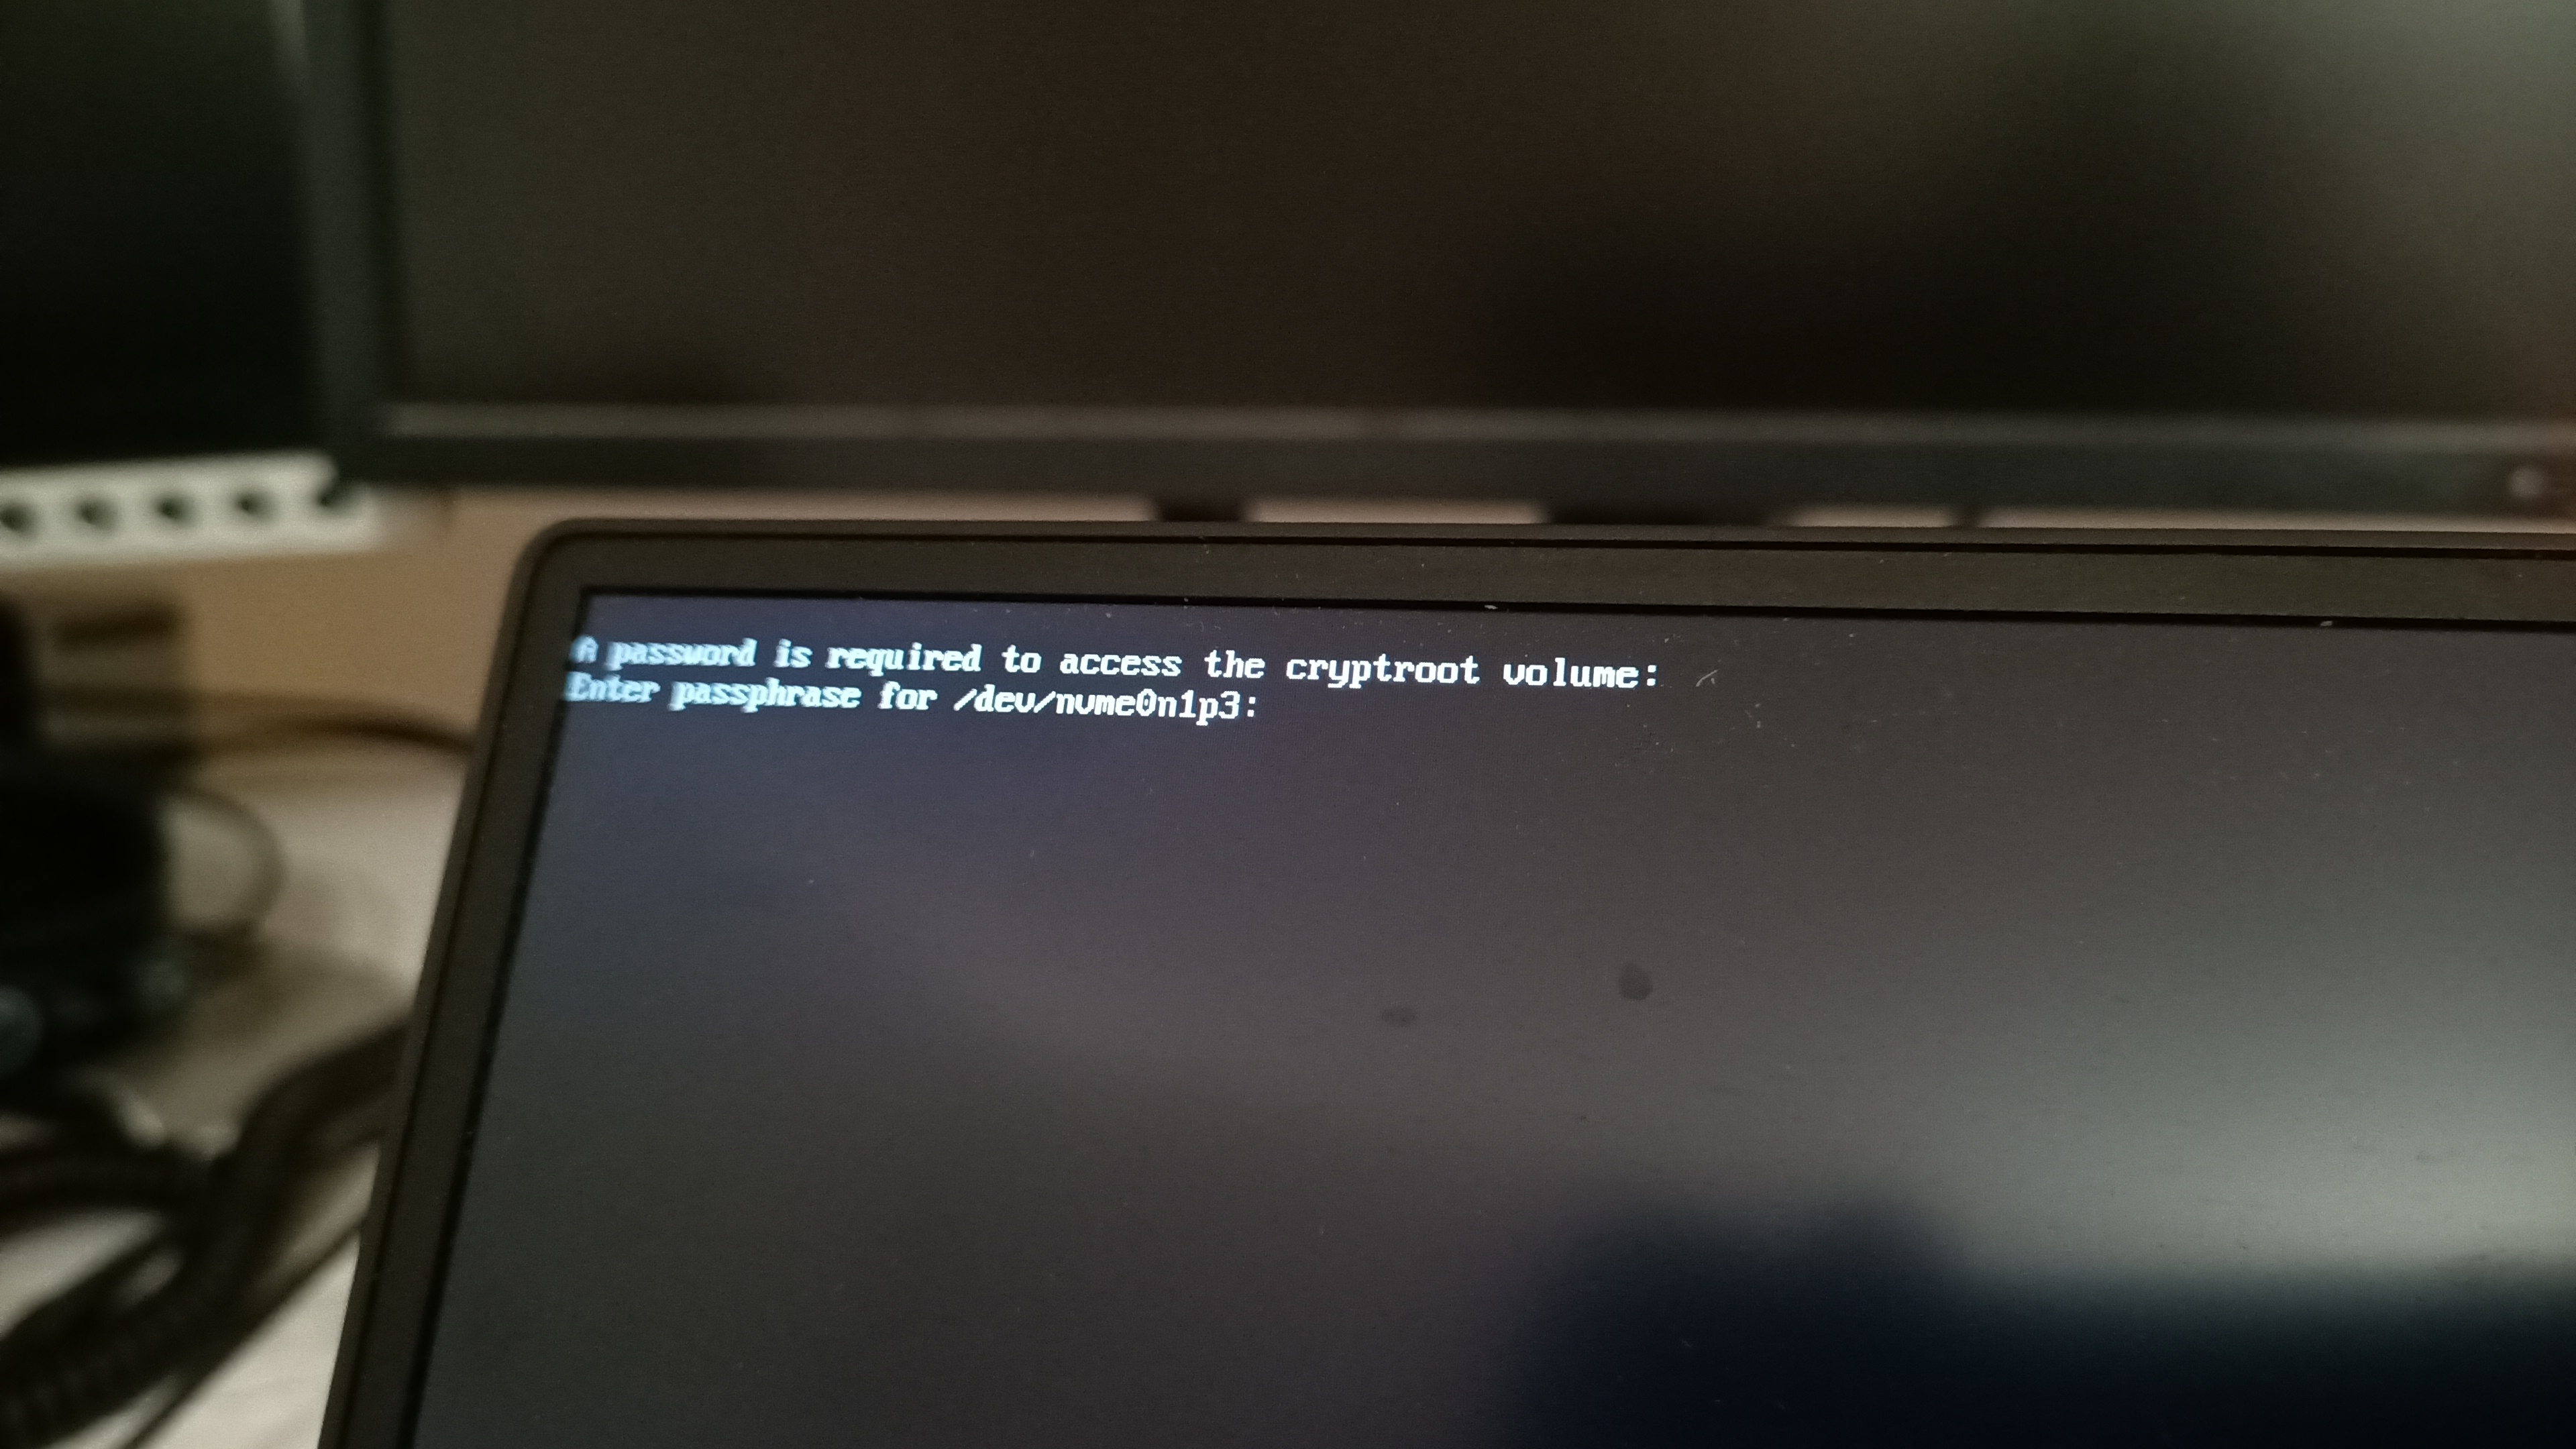 A password is required to access the cryptroot volume:
Enter passphrase for /dev/nvme0n1p3: